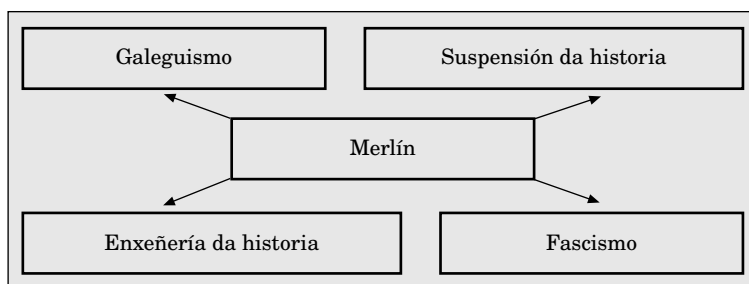 Galeguismo
Suspensión da historia
Merlín
Enxeñería da historia
Fascismo